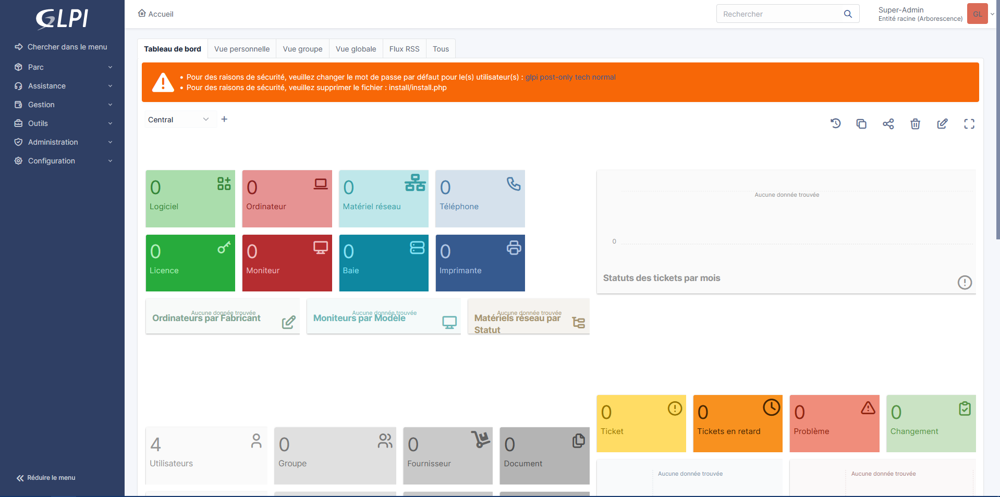 GLPI
Chercher dans le menu
Parc
Assistance
Gestion
Outils
Administration
Configuration
Réduire le menu
Accueil
Rechercher
Super-Admin
Entité racine (Arborescence)
GL
Tableau de bord
Vue personnelle
Vue groupe
Vue globale
Flux RSS
Tous
• Pour des raisons de sécurité, veuillez changer le mot de passe par défaut pour le(s) utilisateur(s) : glpi post-only tech normal
• Pour des raisons de sécurité, veuillez supprimer le fichier : install/install.php
Central
0
Logiciel
0
Ordinateur
0
Matériel réseau
0
Téléphone
0
Licence
0
Moniteur
0
Baie
0
Imprimante
Aucune donnée trouvée
0
Statuts des tickets par mois
Aucune donnée trouvée
Ordinateurs par Fabricant
Aucune donnée trouvée
Moniteurs par Modèle
Aucune donnée trouvée
Matériels réseau par
Statut
4
Utilisateurs
0
Groupe
0
Fournisseur
0
Document
0
Ticket
0
Tickets en retard
0
Problème
0
Changement
Aucune donnée trouvée
Aucune donnée trouvée